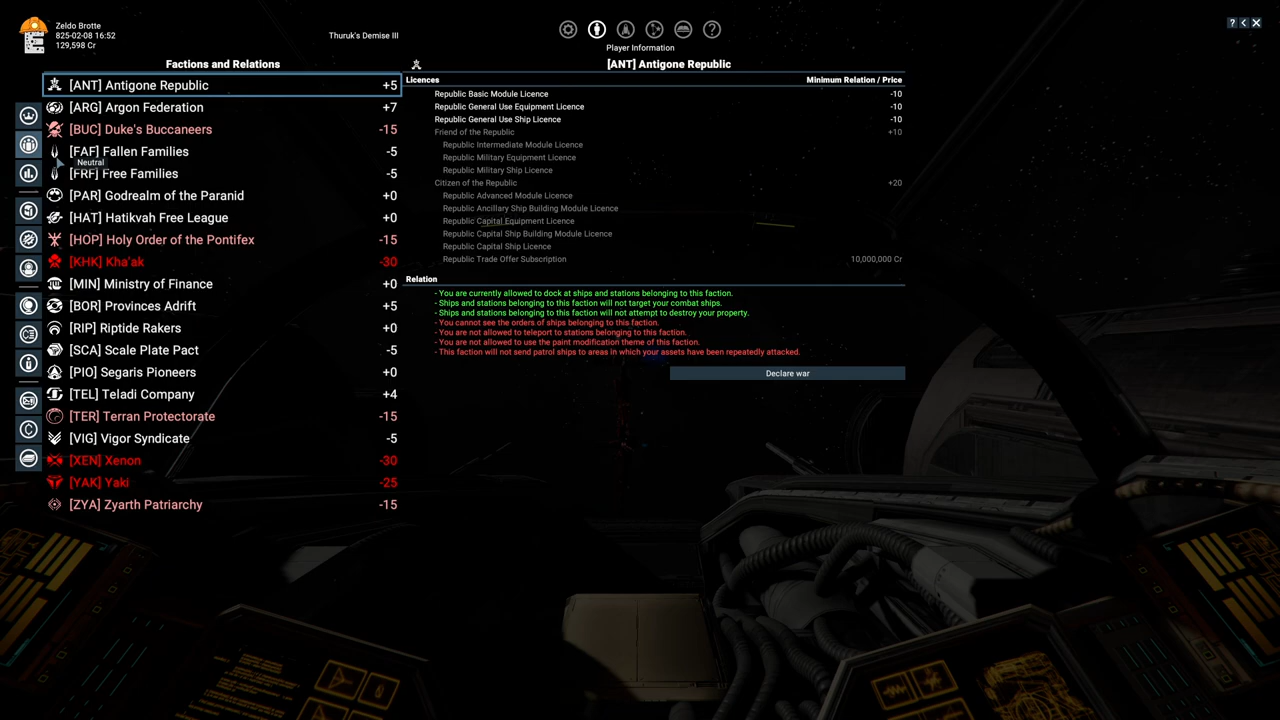 Zeldo Brotte
825-02-08 16:52
129,598 Cr
Thuruk's Demise III
Player Information
? < ×
Factions and Relations
[ANT] Antigone Republic +5
[ARG] Argon Federation +7
[BUC] Duke's Buccaneers -15
[FAF] Fallen Families -5
Neutral
[FRF] Free Families -5
[PAR] Godrealm of the Paranid +0
[HAT] Hatikvah Free League +0
[HOP] Holy Order of the Pontifex -15
[KHK] Kha'ak -30
[MIN] Ministry of Finance +0
[BOR] Provinces Adrift +5
[RIP] Riptide Rakers +0
[SCA] Scale Plate Pact -5
[PIO] Segaris Pioneers +0
[TEL] Teladi Company +4
[TER] Terran Protectorate -15
[VIG] Vigor Syndicate -5
[XEN] Xenon -30
[YAK] Yaki -25
[ZYA] Zyarth Patriarchy -15
[ANT] Antigone Republic
Licences Minimum Relation / Price
Republic Basic Module Licence -10
Republic General Use Equipment Licence -10
Republic General Use Ship Licence -10
Friend of the Republic +10
Republic Intermediate Module Licence
Republic Military Equipment Licence
Republic Military Ship Licence
Citizen of the Republic +20
Republic Advanced Module Licence
Republic Ancillary Ship Building Module Licence
Republic Capital Equipment Licence
Republic Capital Ship Building Module Licence
Republic Capital Ship Licence
Republic Trade Offer Subscription 10,000,000 Cr
Relation
- You are currently allowed to dock at ships and stations belonging to this faction.
- Ships and stations belonging to this faction will not target your combat ships.
- Ships and stations belonging to this faction will not attempt to destroy your property.
- You cannot see the orders of ships belonging to this faction.
- You are not allowed to teleport to stations belonging to this faction.
- You are not allowed to use the paint modification theme of this faction.
- This faction will not send patrol ships to areas in which your assets have been repeatedly attacked.
Declare war